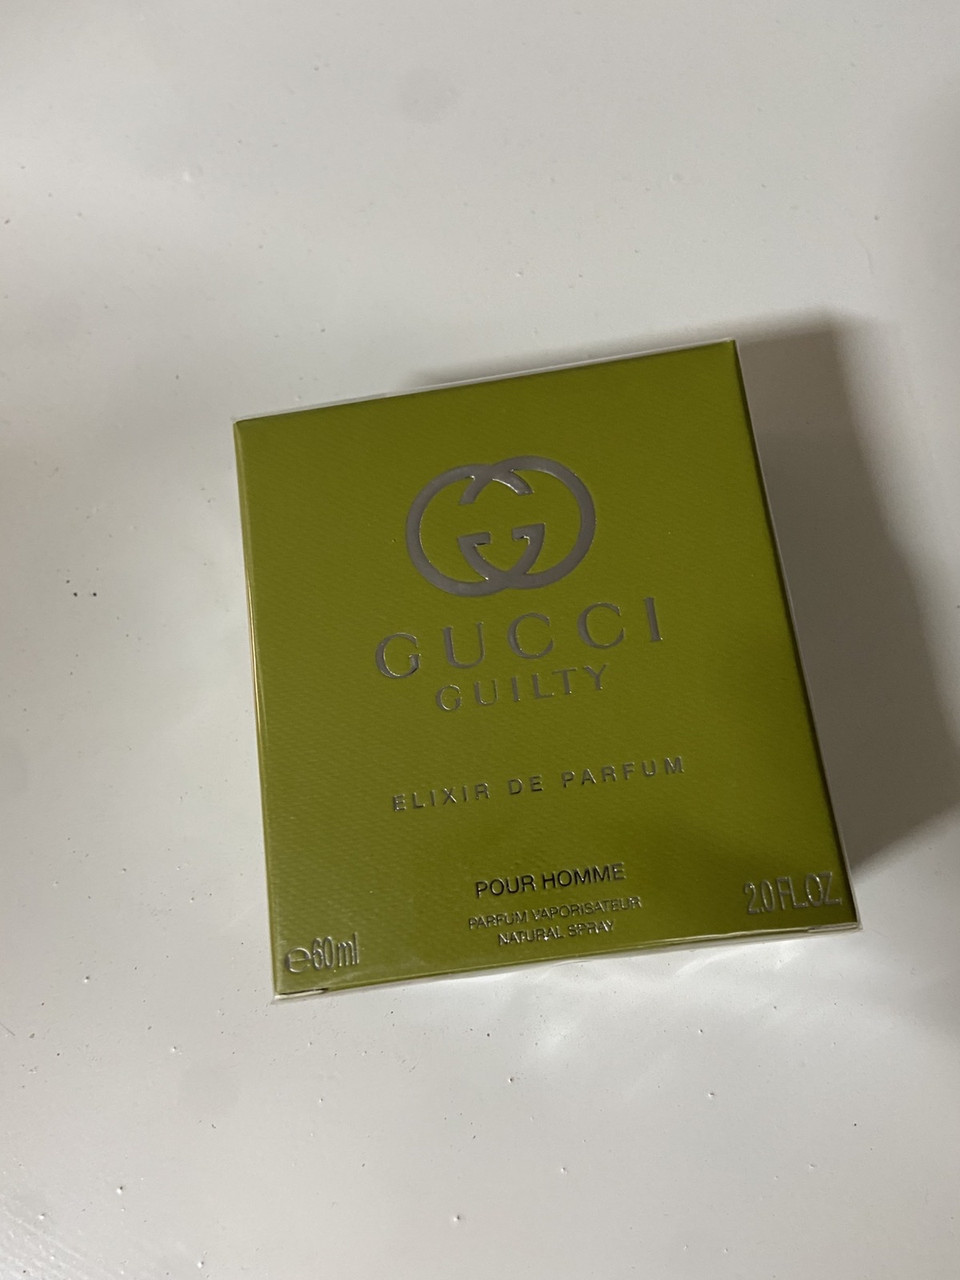 GUCCI
GUILTY
ELIXIR DE PARFUM
POUR HOMME
PARFUM VAPORISATEUR
NATURAL SPRAY
℮60ml
2.0 FL.OZ.